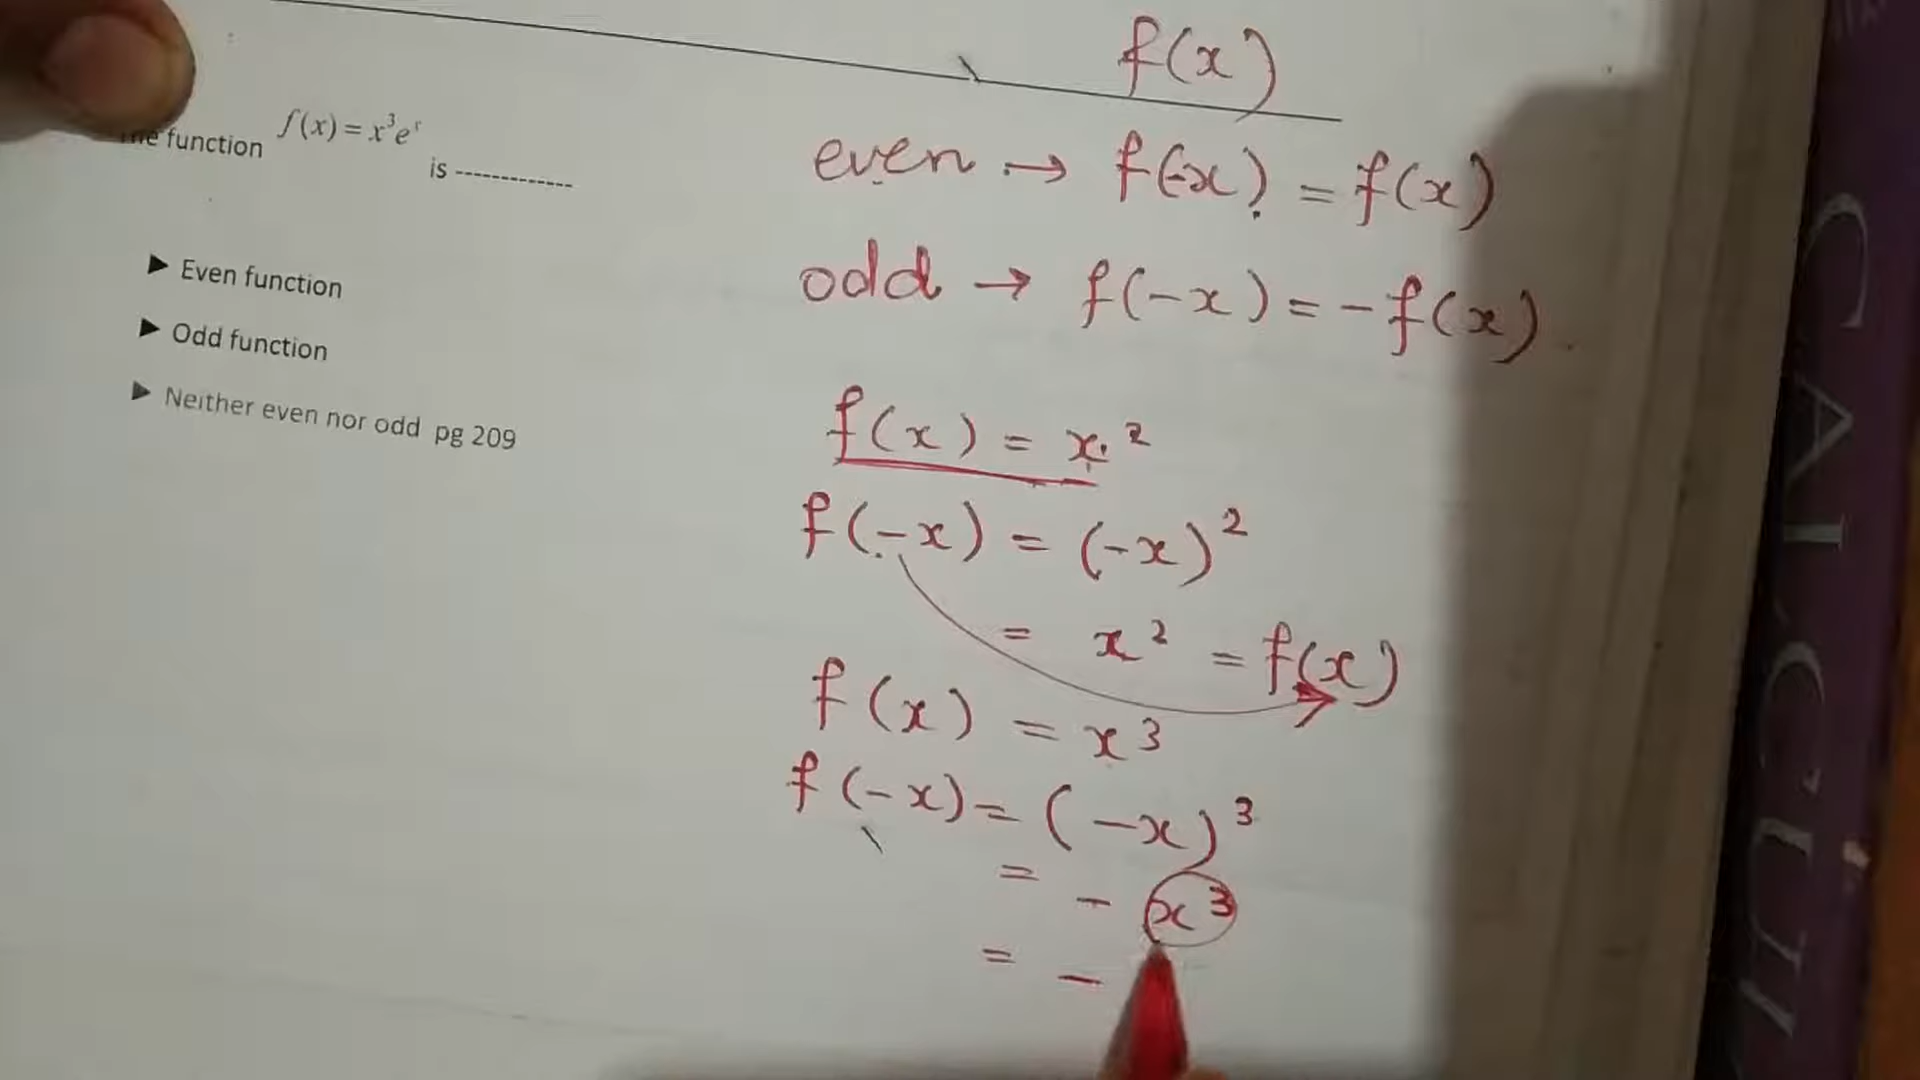 f(x)
The function f(x) = x³eˣ is -------------
even → f(-x) = f(x)
odd → f(-x) = -f(x)
► Even function
► Odd function
► Neither even nor odd pg 209
f(x) = x²
f(-x) = (-x)²
= x² = f(x)
f(x) = x³
f(-x) = (-x)³
= - x³
= -
CALCU